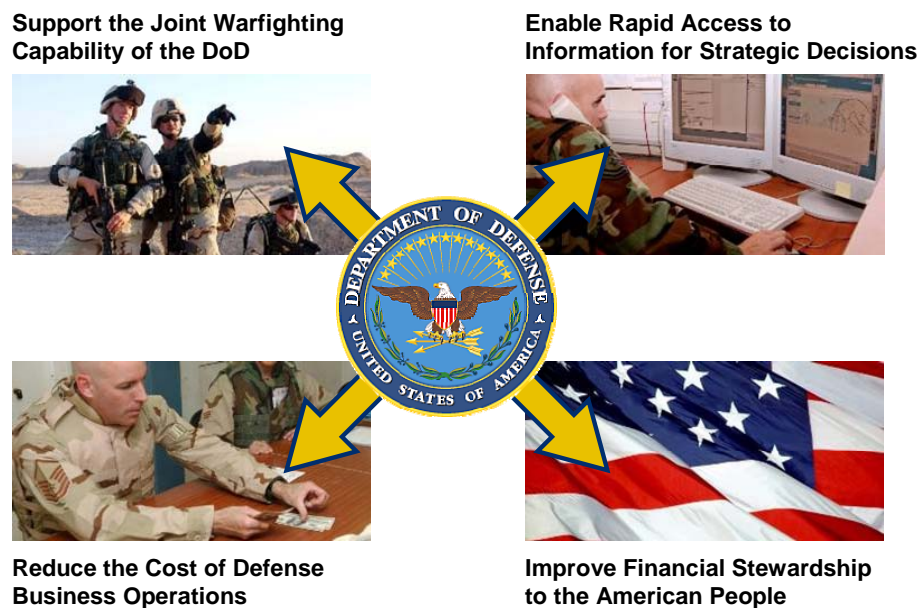 Support the Joint Warfighting
Capability of the DoD
Enable Rapid Access to
Information for Strategic Decisions
DEPARTMENT OF DEFENSE
UNITED STATES OF AMERICA
Reduce the Cost of Defense
Business Operations
Improve Financial Stewardship
to the American People